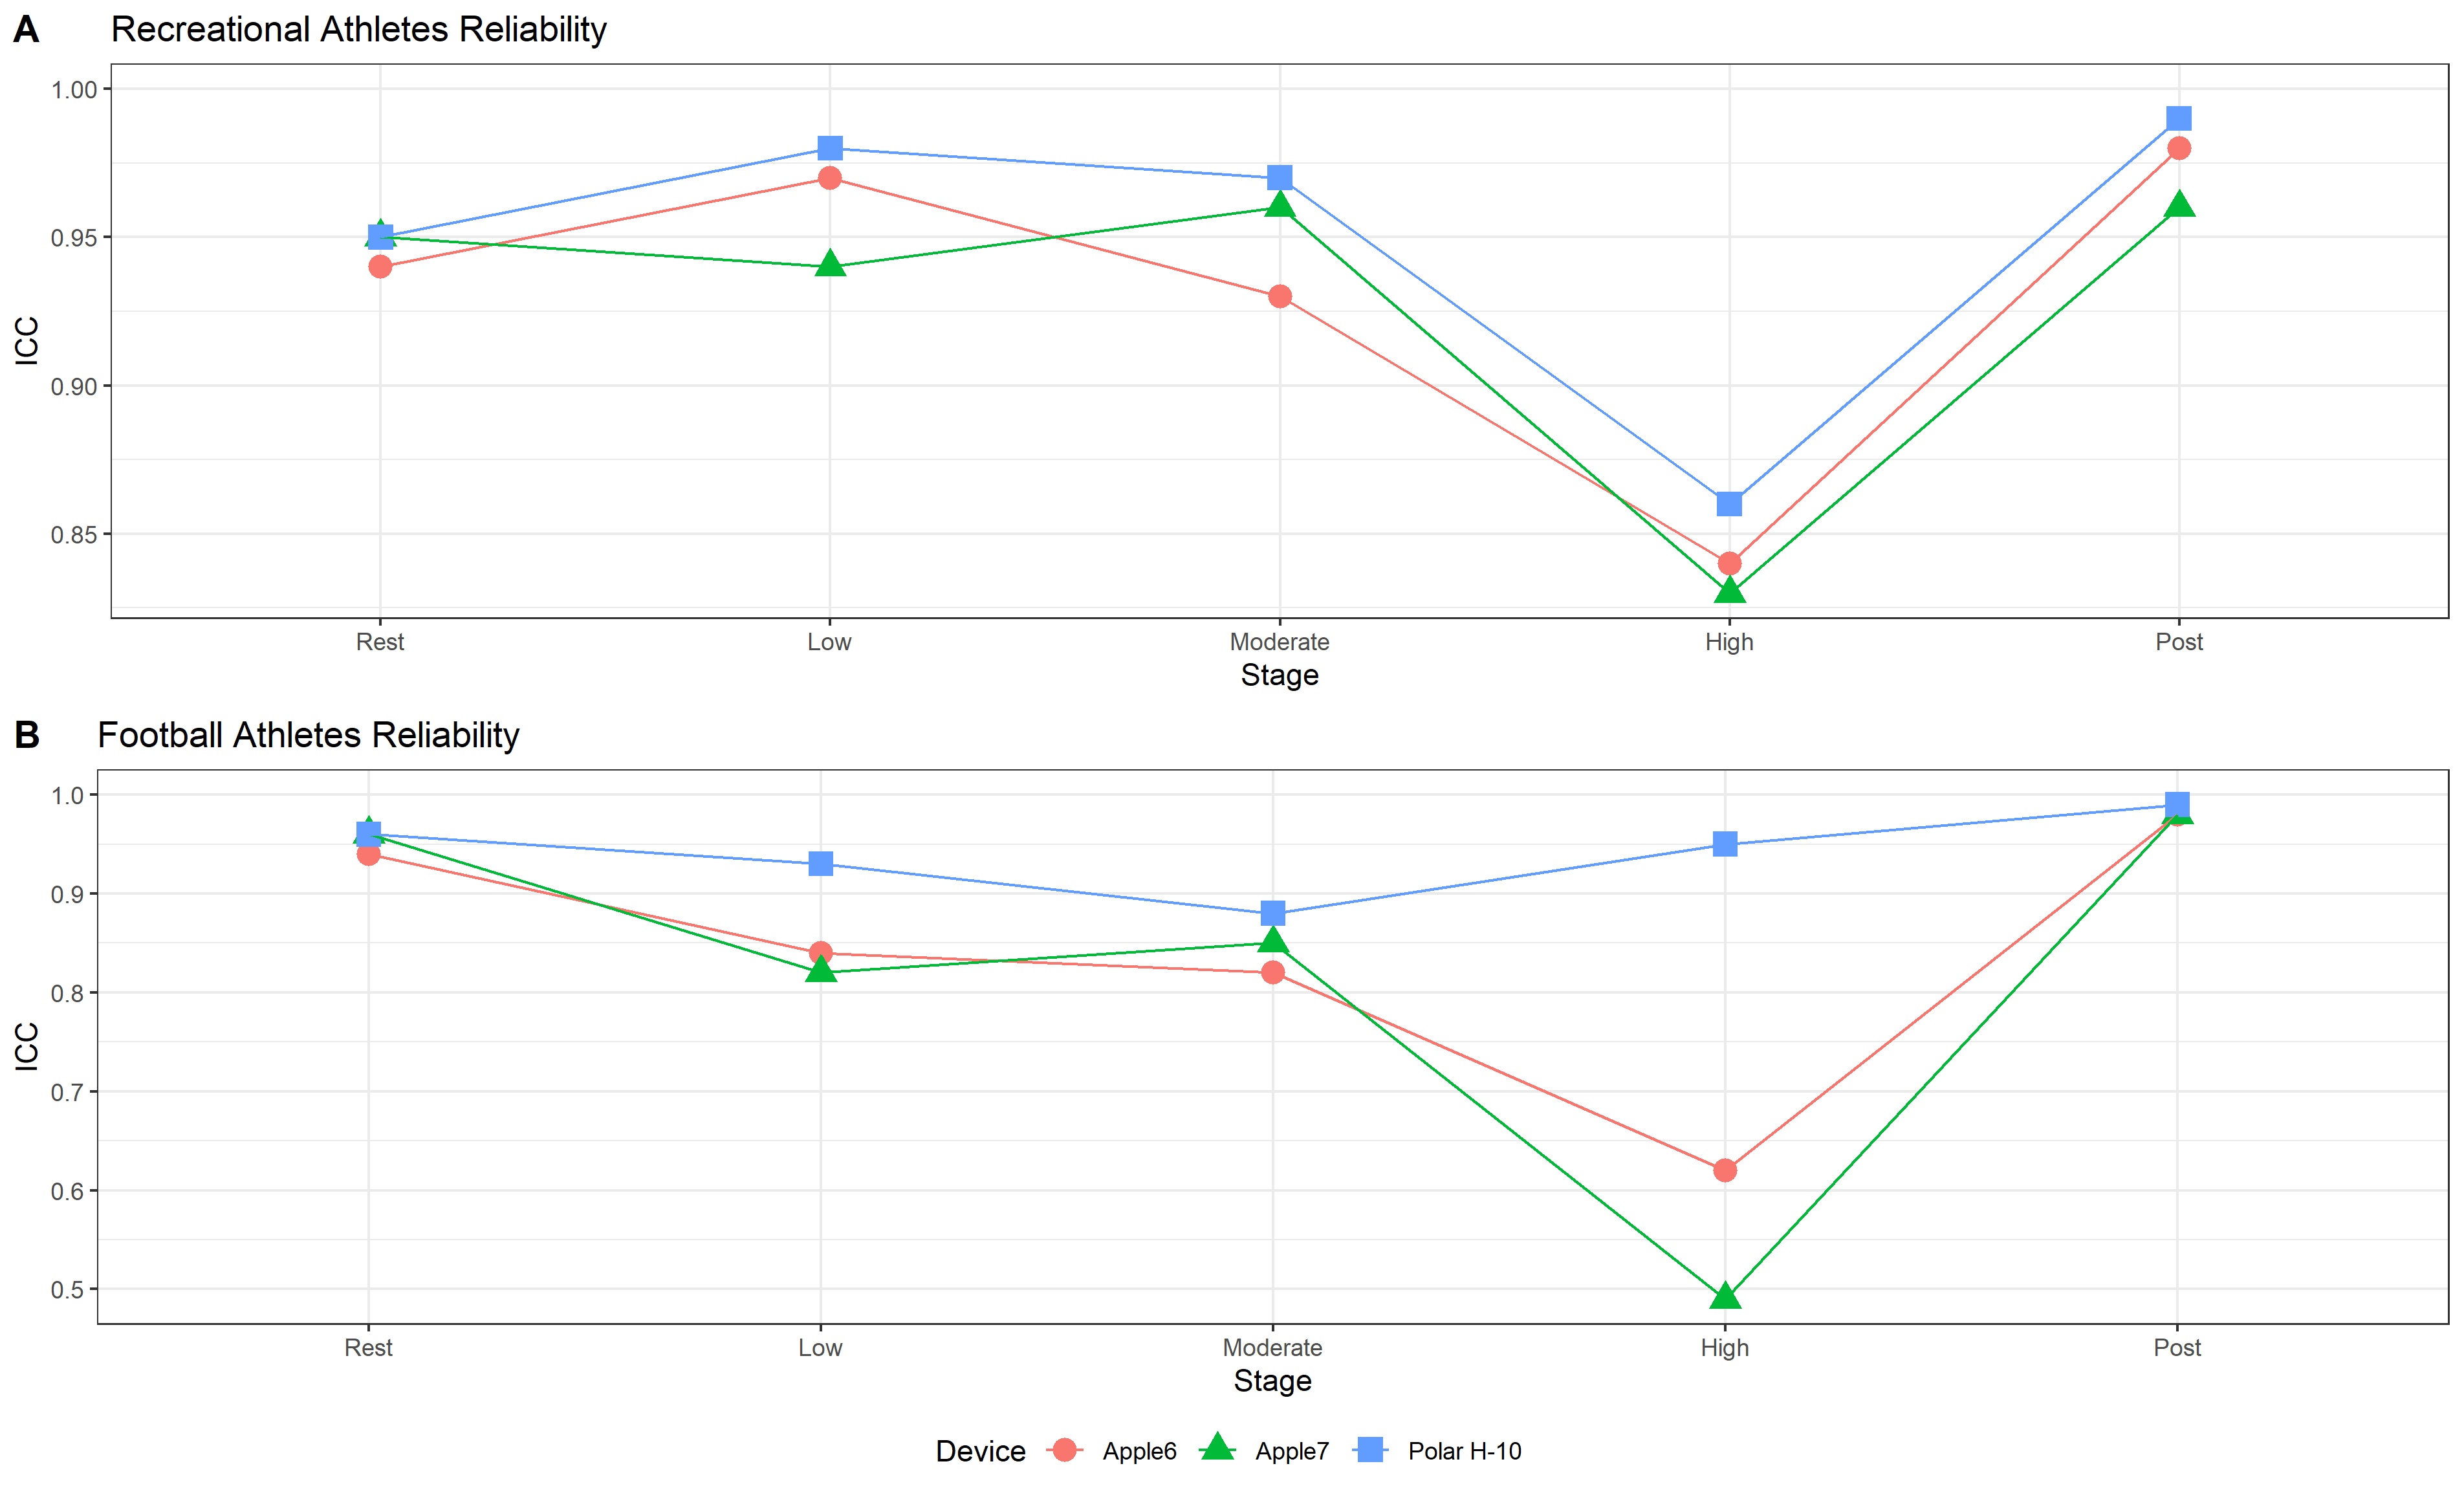 A Recreational Athletes Reliability
1.00
0.95
0.90
0.85
ICC
Rest Low Moderate High Post
Stage
B Football Athletes Reliability
1.0
0.9
0.8
0.7
0.6
0.5
ICC
Rest Low Moderate High Post
Stage
Device Apple6 Apple7 Polar H-10